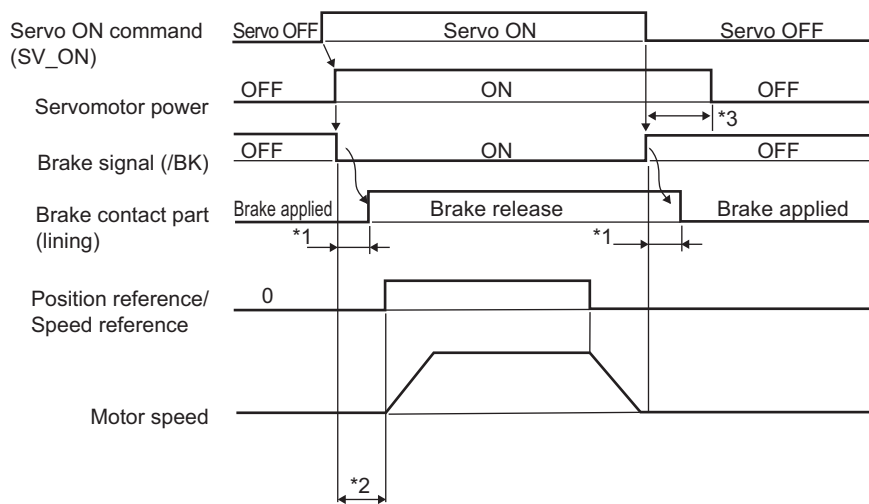 Servo ON command
(SV_ON)
Servo OFF
Servo ON
Servo OFF
Servomotor power
OFF
ON
OFF
*3
Brake signal (/BK)
OFF
ON
OFF
Brake contact part
(lining)
Brake applied
Brake release
Brake applied
*1
*1
Position reference/
Speed reference
0
Motor speed
*2